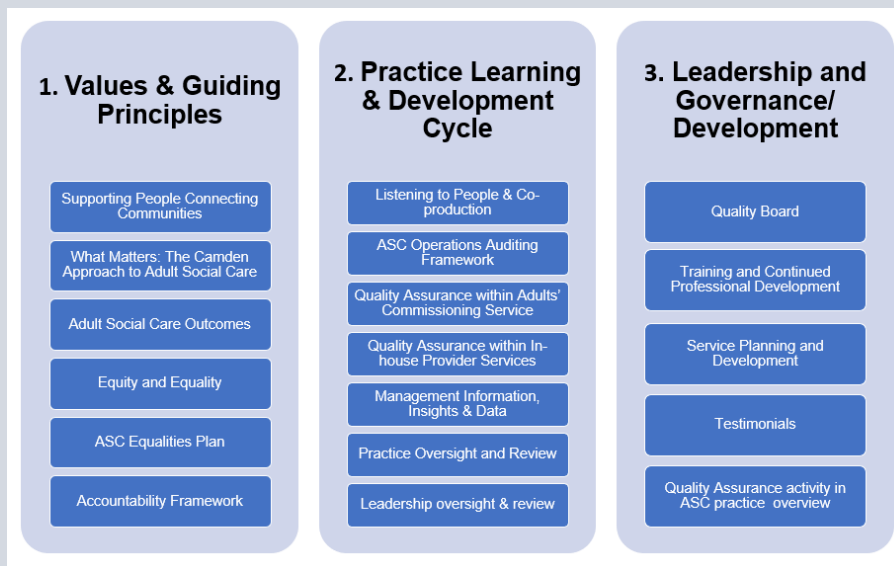 1. Values & Guiding
Principles
Supporting People Connecting
Communities
What Matters: The Camden
Approach to Adult Social Care
Adult Social Care Outcomes
Equity and Equality
ASC Equalities Plan
Accountability Framework
2. Practice Learning
& Development
Cycle
Listening to People & Co-
production
ASC Operations Auditing
Framework
Quality Assurance within Adults’
Commissioning Service
Quality Assurance within In-
house Provider Services
Management Information,
Insights & Data
Practice Oversight and Review
Leadership oversight & review
3. Leadership and
Governance/
Development
Quality Board
Training and Continued
Professional Development
Service Planning and
Development
Testimonials
Quality Assurance activity in
ASC practice overview